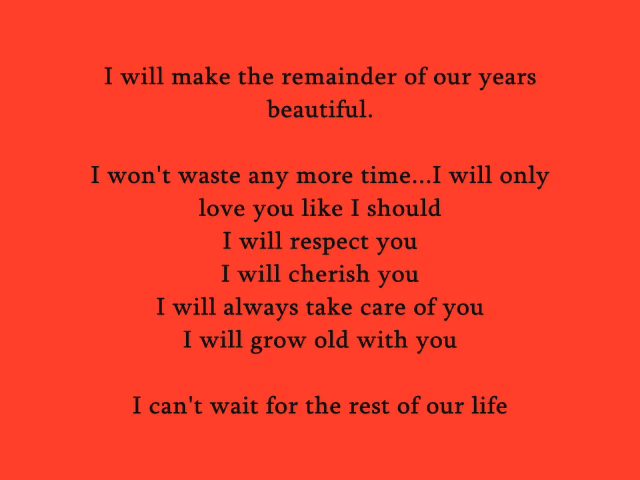 I will make the remainder of our years
beautiful.
I won't waste any more time...I will only
love you like I should
I will respect you
I will cherish you
I will always take care of you
I will grow old with you
I can't wait for the rest of our life